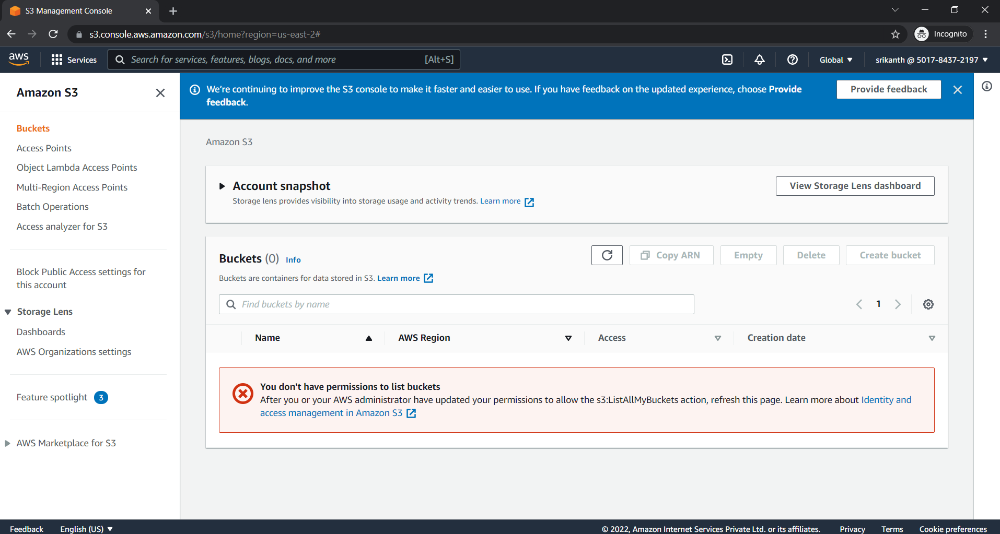 S3 Management Console
s3.console.aws.amazon.com/s3/home?region=us-east-2#
Incognito
aws
Services
Search for services, features, blogs, docs, and more
[Alt+S]
Global
srikanth @ 5017-8437-2197
Amazon S3
Buckets
Access Points
Object Lambda Access Points
Multi-Region Access Points
Batch Operations
Access analyzer for S3
Block Public Access settings for
this account
Storage Lens
Dashboards
AWS Organizations settings
Feature spotlight 3
AWS Marketplace for S3
We're continuing to improve the S3 console to make it faster and easier to use. If you have feedback on the updated experience, choose Provide
feedback.
Provide feedback
Amazon S3
Account snapshot
Storage lens provides visibility into storage usage and activity trends. Learn more
View Storage Lens dashboard
Buckets (0) Info
Buckets are containers for data stored in S3. Learn more
Copy ARN
Empty
Delete
Create bucket
Find buckets by name
1
Name
AWS Region
Access
Creation date
You don't have permissions to list buckets
After you or your AWS administrator have updated your permissions to allow the s3:ListAllMyBuckets action, refresh this page. Learn more about Identity and
access management in Amazon S3
Feedback
English (US)
© 2022, Amazon Internet Services Private Ltd. or its affiliates.
Privacy
Terms
Cookie preferences